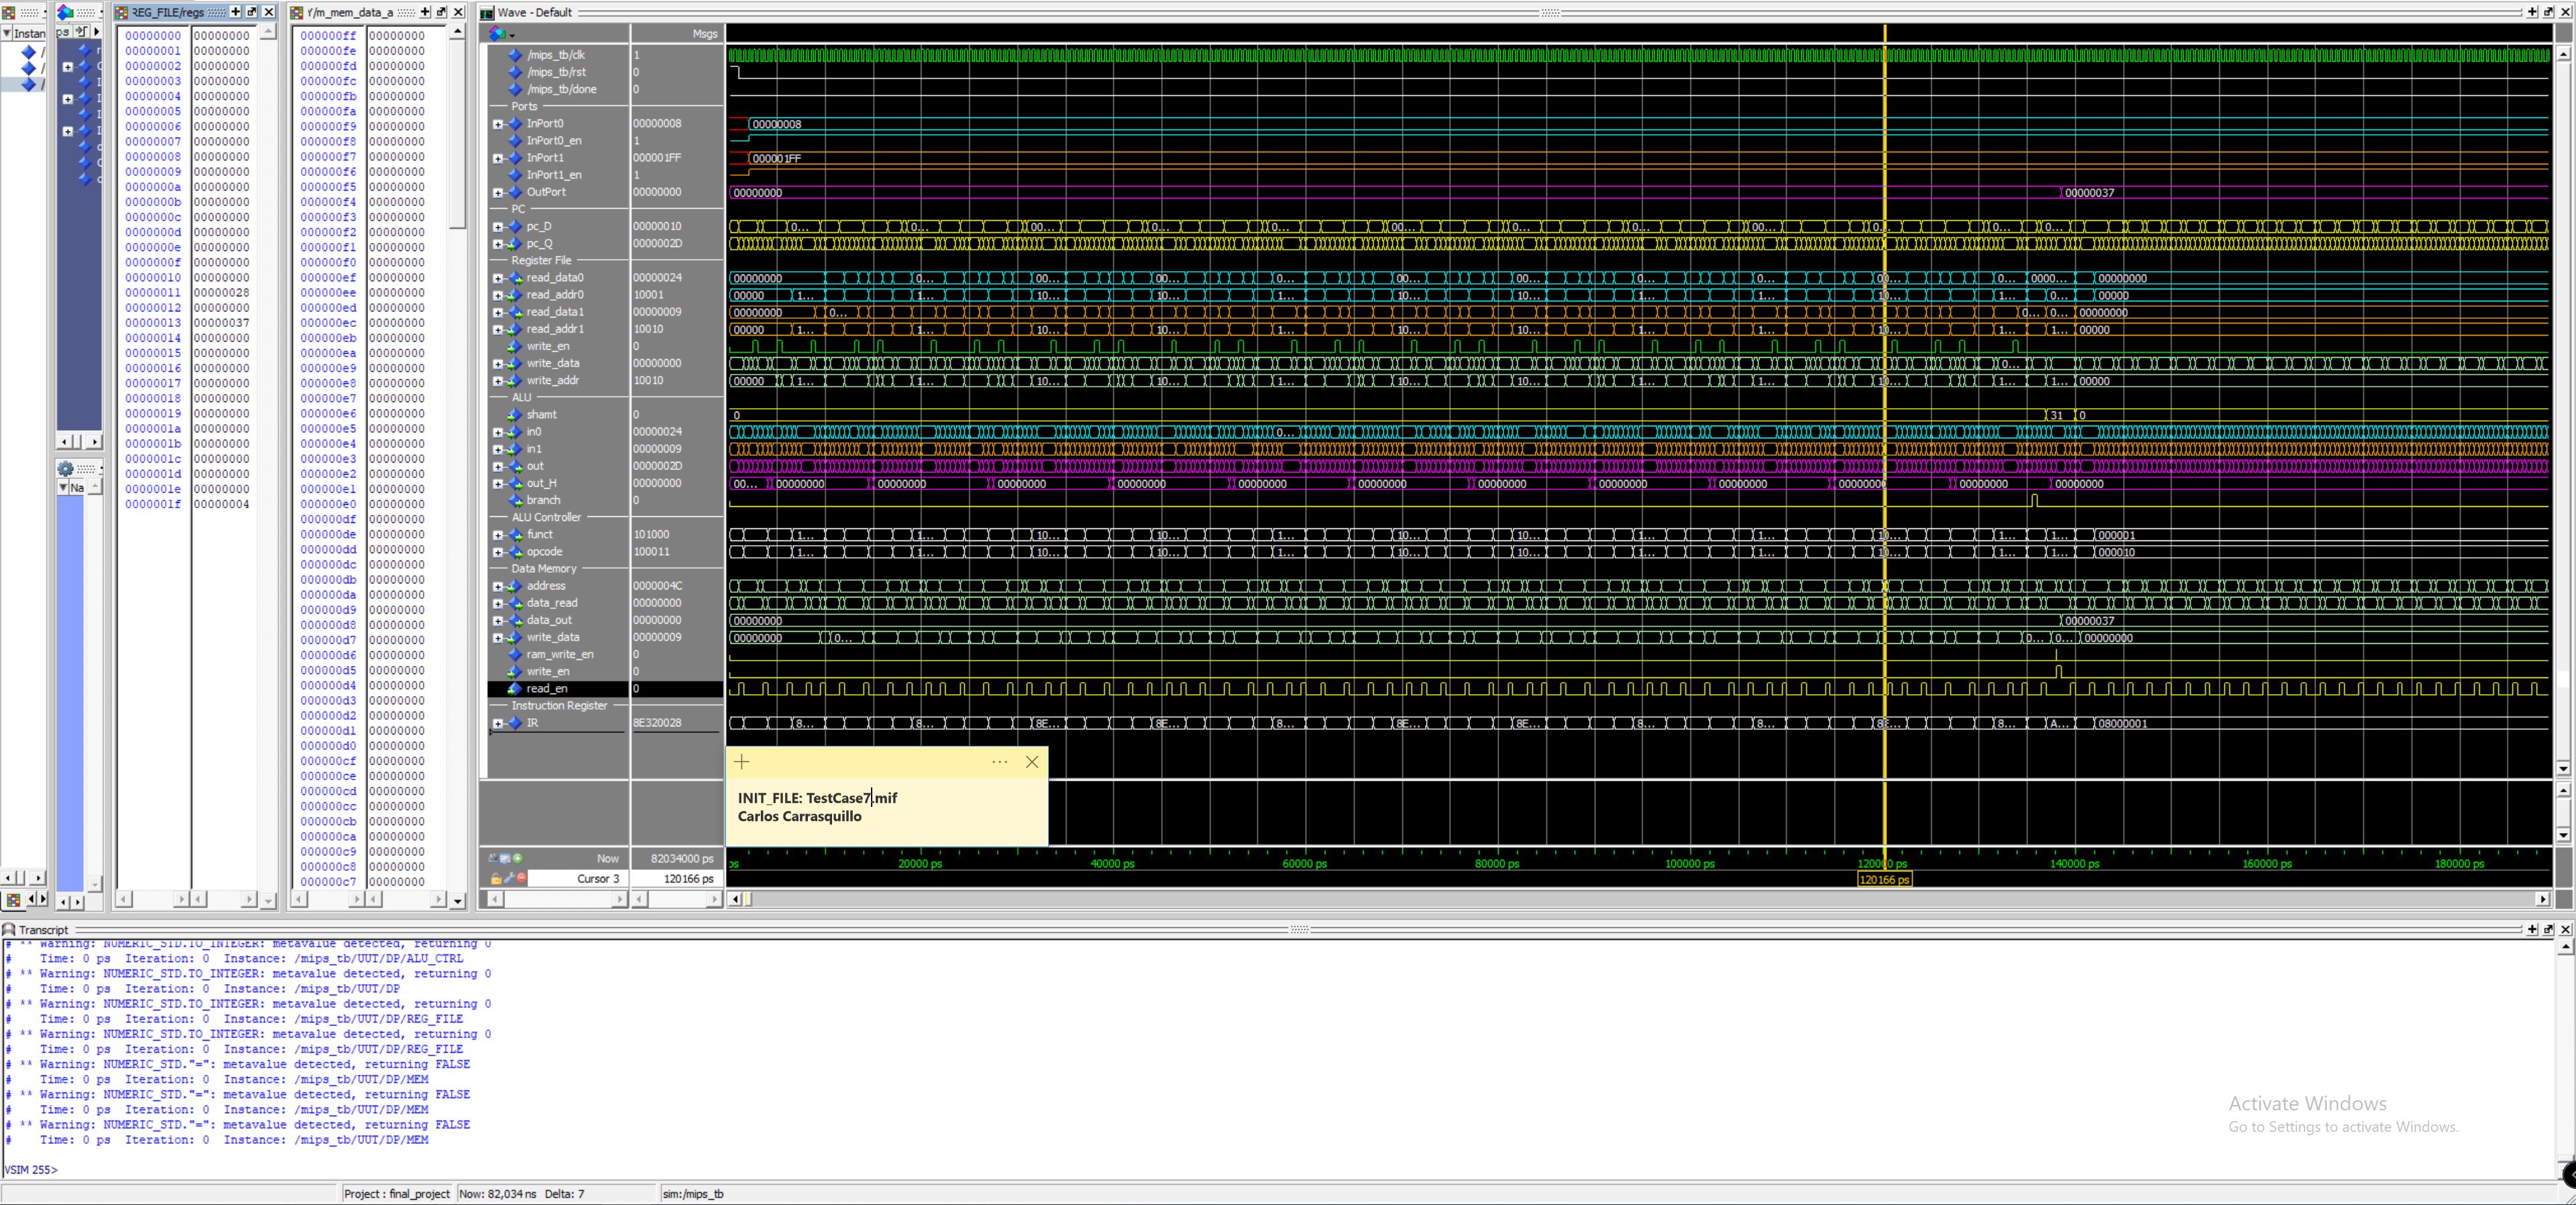 REG_FILE/regs
Y/m_mem_data_a
Wave - Default
Instan
ps
Msgs
00000000 00000000
00000001 00000000
00000002 00000000
00000003 00000000
00000004 00000000
00000005 00000000
00000006 00000000
00000007 00000000
00000008 00000000
00000009 00000000
0000000a 00000000
0000000b 00000000
0000000c 00000000
0000000d 00000000
0000000e 00000000
0000000f 00000000
00000010 00000000
00000011 00000028
00000012 00000000
00000013 00000037
00000014 00000000
00000015 00000000
00000016 00000000
00000017 00000000
00000018 00000000
00000019 00000000
0000001a 00000000
0000001b 00000000
0000001c 00000000
0000001d 00000000
0000001e 00000000
0000001f 00000004
000000ff 00000000
000000fe 00000000
000000fd 00000000
000000fc 00000000
000000fb 00000000
000000fa 00000000
000000f9 00000000
000000f8 00000000
000000f7 00000000
000000f6 00000000
000000f5 00000000
000000f4 00000000
000000f3 00000000
000000f2 00000000
000000f1 00000000
000000f0 00000000
000000ef 00000000
000000ee 00000000
000000ed 00000000
000000ec 00000000
000000eb 00000000
000000ea 00000000
000000e9 00000000
000000e8 00000000
000000e7 00000000
000000e6 00000000
000000e5 00000000
000000e4 00000000
000000e3 00000000
000000e2 00000000
000000e1 00000000
000000e0 00000000
000000df 00000000
000000de 00000000
000000dd 00000000
000000dc 00000000
000000db 00000000
000000da 00000000
000000d9 00000000
000000d8 00000000
000000d7 00000000
000000d6 00000000
000000d5 00000000
000000d4 00000000
000000d3 00000000
000000d2 00000000
000000d1 00000000
000000d0 00000000
000000cf 00000000
000000ce 00000000
000000cd 00000000
000000cc 00000000
000000cb 00000000
000000ca 00000000
000000c9 00000000
000000c8 00000000
000000c7 00000000
Na
/mips_tb/clk 1
/mips_tb/rst 0
/mips_tb/done 0
Ports
InPort0 00000008 00000008
InPort0_en 1
InPort1 000001FF 000001FF
InPort1_en 1
OutPort 00000000 00000000 00000037
PC
pc_D 00000010
pc_Q 0000002D
Register File
read_data0 00000024 00000000 00000000
read_addr0 10001 00000 00000
read_data1 00000009 00000000 00000000
read_addr1 10010 00000 00000
write_en 0
write_data 00000000
write_addr 10010 00000 00000
ALU
shamt 0 0 31 0
in0 00000024
in1 00000009
out 0000002D
out_H 00000000 00... 00000000 00000000 00000000 00000000 00000000 00000000 00000000 00000000 00000000 00000000 00000000 00000000
branch 0
ALU Controller
funct 101000 000001
opcode 100011 000010
Data Memory
address 0000004C
data_read 00000000
data_out 00000000 00000000 00000037
write_data 00000009 00000000 00000000
ram_write_en 0
write_en 0
read_en 0
Instruction Register
IR 8E320028 08000001
INIT_FILE: TestCase7.mif
Carlos Carrasquillo
Now 82034000 ps
ps 20000 ps 40000 ps 60000 ps 80000 ps 100000 ps 120000 ps 140000 ps 160000 ps 180000 ps
Cursor 3 120166 ps 120166 ps
Transcript
# ** Warning: NUMERIC_STD.TO_INTEGER: metavalue detected, returning 0
# Time: 0 ps Iteration: 0 Instance: /mips_tb/UUT/DP/ALU_CTRL
# ** Warning: NUMERIC_STD.TO_INTEGER: metavalue detected, returning 0
# Time: 0 ps Iteration: 0 Instance: /mips_tb/UUT/DP
# ** Warning: NUMERIC_STD.TO_INTEGER: metavalue detected, returning 0
# Time: 0 ps Iteration: 0 Instance: /mips_tb/UUT/DP/REG_FILE
# ** Warning: NUMERIC_STD.TO_INTEGER: metavalue detected, returning 0
# Time: 0 ps Iteration: 0 Instance: /mips_tb/UUT/DP/REG_FILE
# ** Warning: NUMERIC_STD."=": metavalue detected, returning FALSE
# Time: 0 ps Iteration: 0 Instance: /mips_tb/UUT/DP/MEM
# ** Warning: NUMERIC_STD."=": metavalue detected, returning FALSE
# Time: 0 ps Iteration: 0 Instance: /mips_tb/UUT/DP/MEM
# ** Warning: NUMERIC_STD."=": metavalue detected, returning FALSE
# Time: 0 ps Iteration: 0 Instance: /mips_tb/UUT/DP/MEM
VSIM 255>
Activate Windows
Go to Settings to activate Windows.
Project : final_project Now: 82,034 ns Delta: 7 sim:/mips_tb